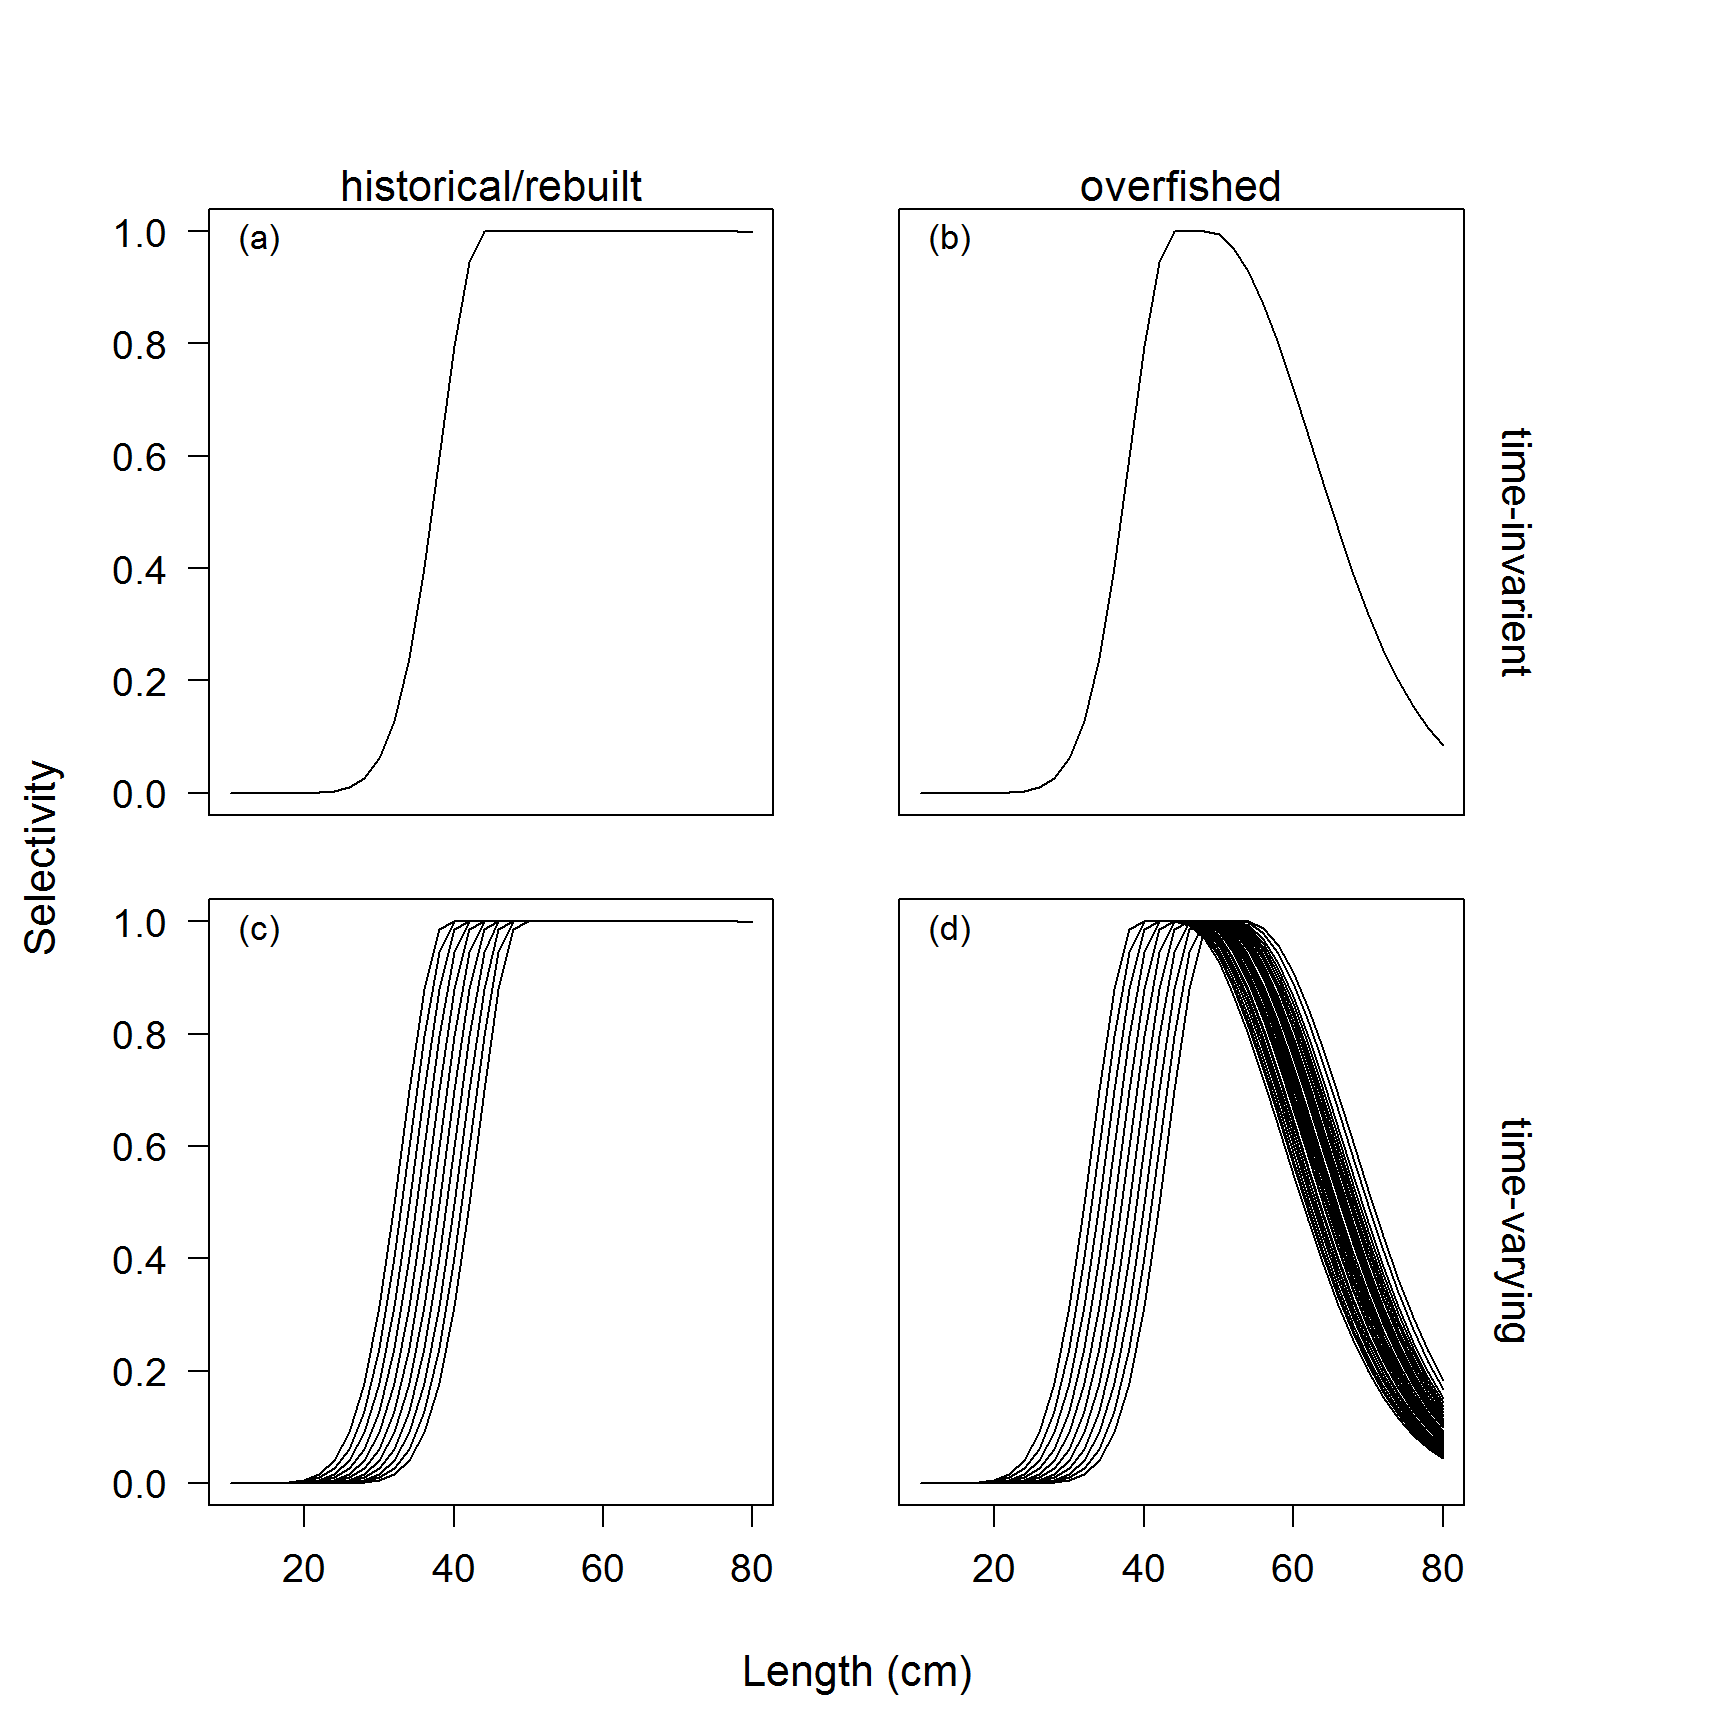 historical/rebuilt
overfished
(a)
(b)
1.0
0.8
0.6
0.4
0.2
0.0
time-invarient
Selectivity
(c)
(d)
1.0
0.8
0.6
0.4
0.2
0.0
time-varying
20 40 60 80
20 40 60 80
Length (cm)